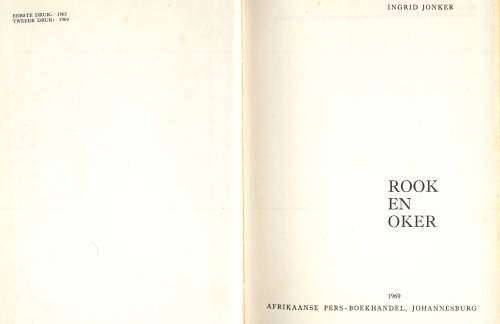 EERSTE DRUK: 1963
TWEEDE DRUK: 1969
INGRID JONKER
ROOK
EN
OKER
1969
AFRIKAANSE PERS-BOEKHANDEL, JOHANNESBURG